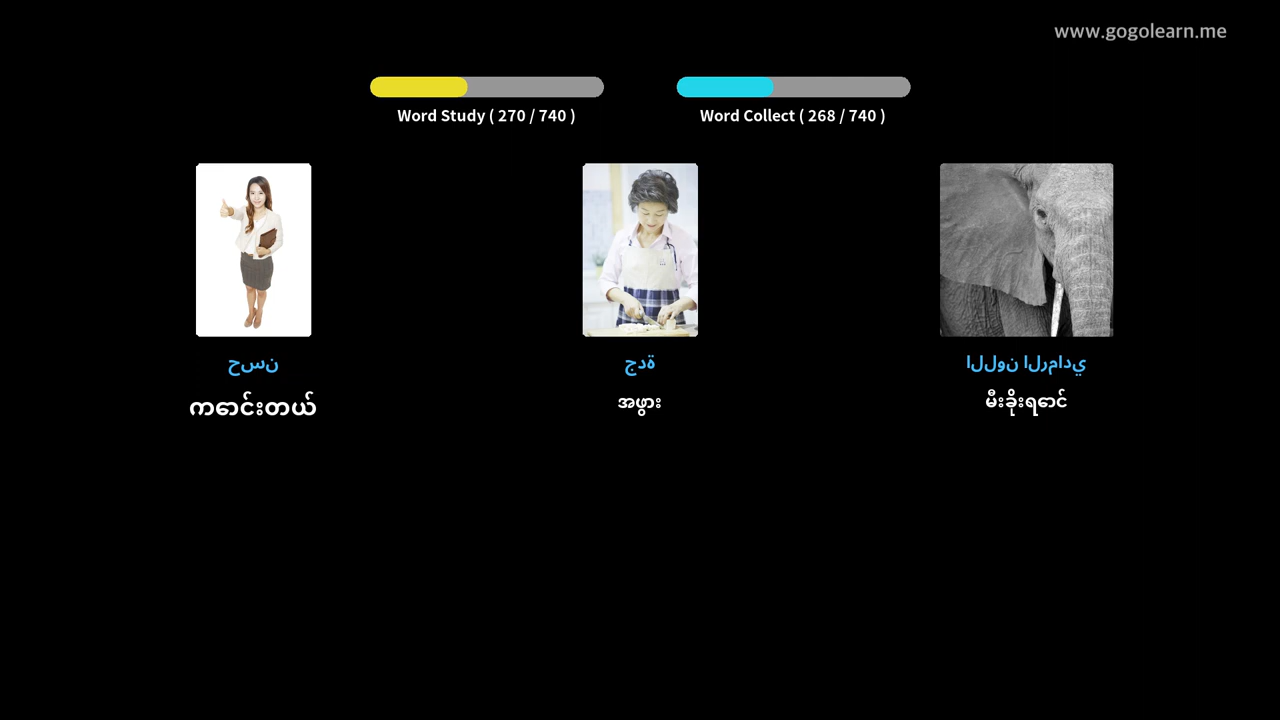 www.gogolearn.me
Word Study ( 270 / 740 )
Word Collect ( 268 / 740 )
حسن
جدة
اللون الرمادي
ကောင်းတယ်
အဖွား
မီးခိုးရောင်